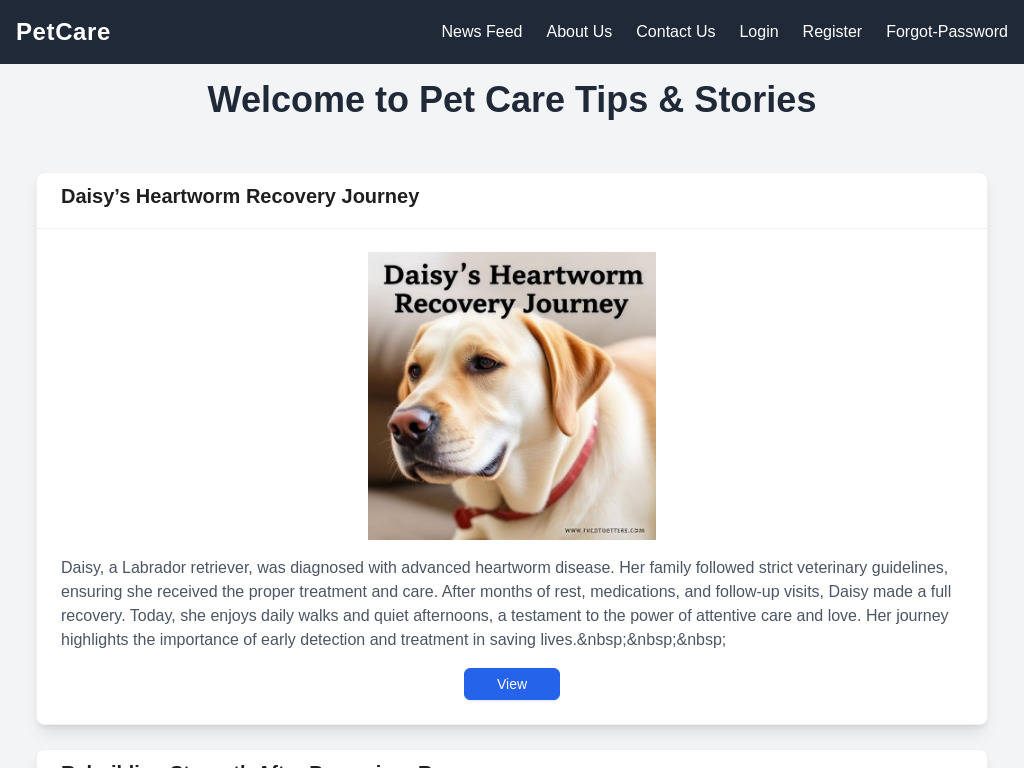 PetCare
News Feed
About Us
Contact Us
Login
Register
Forgot-Password
Welcome to Pet Care Tips & Stories
Daisy’s Heartworm Recovery Journey
Daisy’s Heartworm
Recovery Journey
Daisy, a Labrador retriever, was diagnosed with advanced heartworm disease. Her family followed strict veterinary guidelines,
ensuring she received the proper treatment and care. After months of rest, medications, and follow-up visits, Daisy made a full
recovery. Today, she enjoys daily walks and quiet afternoons, a testament to the power of attentive care and love. Her journey
highlights the importance of early detection and treatment in saving lives.&nbsp;&nbsp;&nbsp;
View